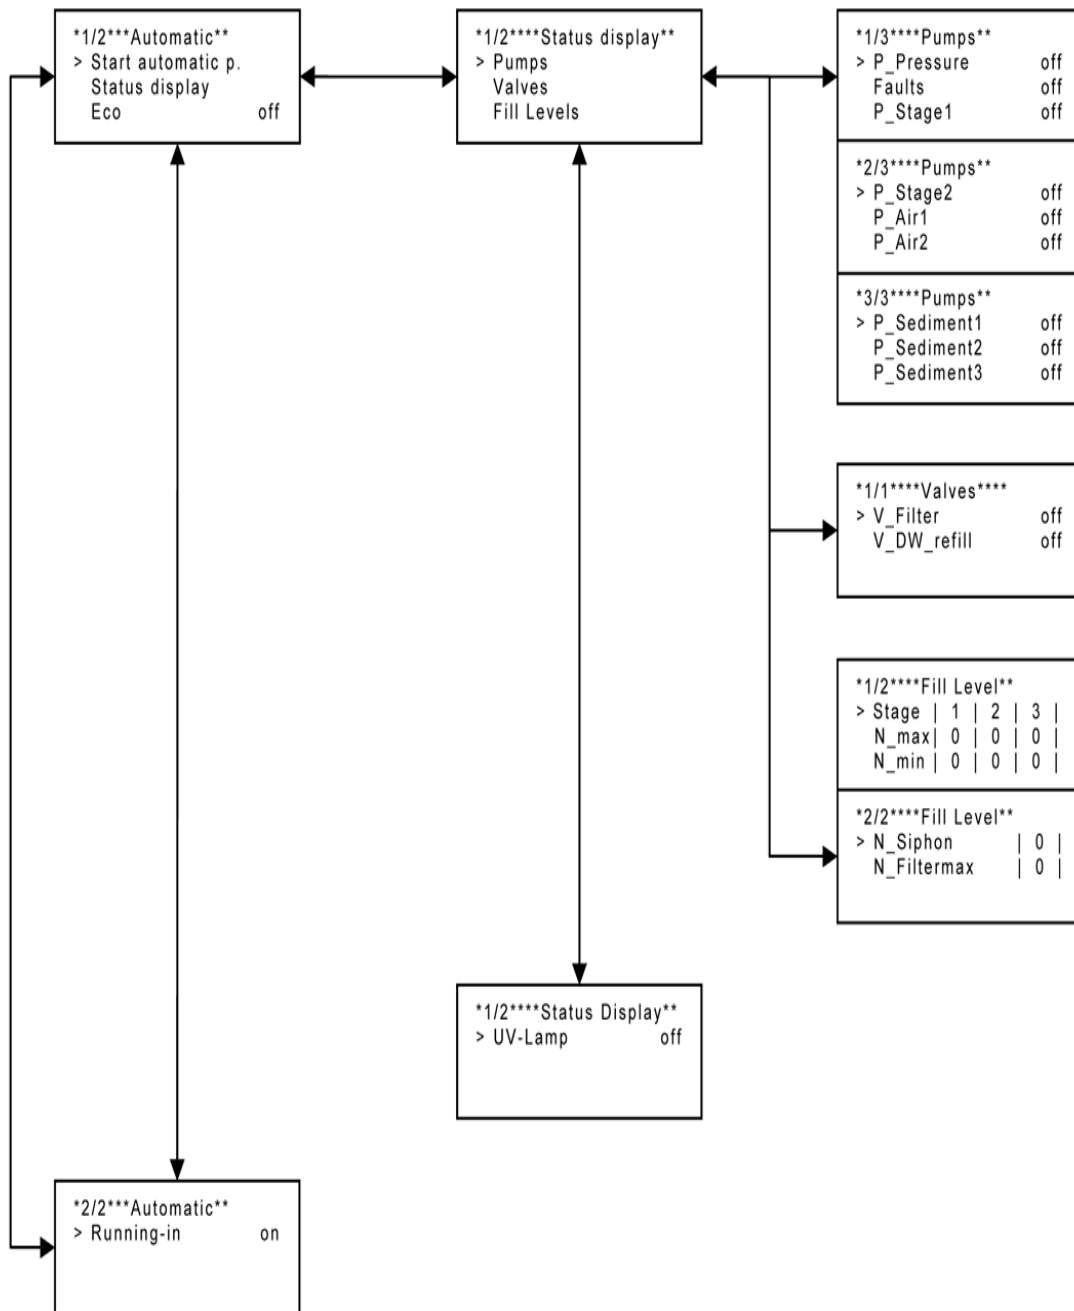 *1/2***Automatic**
> Start automatic p.
Status display
Eco off
*1/2****Status display**
> Pumps
Valves
Fill Levels
*1/3****Pumps**
> P_Pressure off
Faults off
P_Stage1 off
*2/3****Pumps**
> P_Stage2 off
P_Air1 off
P_Air2 off
*3/3****Pumps**
> P_Sediment1 off
P_Sediment2 off
P_Sediment3 off
*1/1****Valves****
> V_Filter off
V_DW_refill off
*1/2****Fill Level**
> Stage | 1 | 2 | 3 |
N_max| 0 | 0 | 0 |
N_min | 0 | 0 | 0 |
*2/2****Fill Level**
> N_Siphon | 0 |
N_Filtermax | 0 |
*1/2****Status Display**
> UV-Lamp off
*2/2***Automatic**
> Running-in on